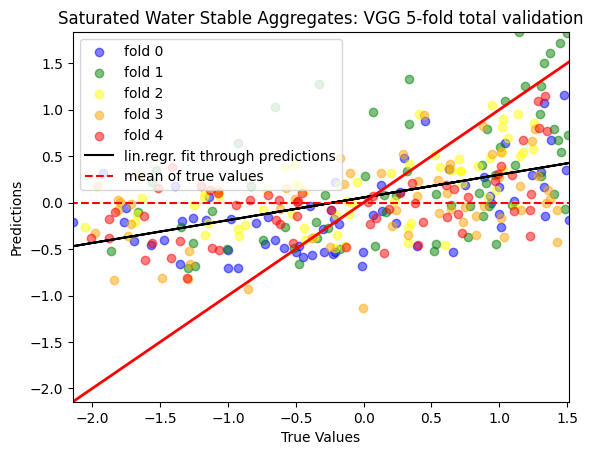 Saturated Water Stable Aggregates: VGG 5-fold total validation
fold 0
fold 1
fold 2
fold 3
fold 4
lin.regr. fit through predictions
mean of true values
Predictions
1.5
1.0
0.5
0.0
−0.5
−1.0
−1.5
−2.0
−2.0 −1.5 −1.0 −0.5 0.0 0.5 1.0 1.5
True Values